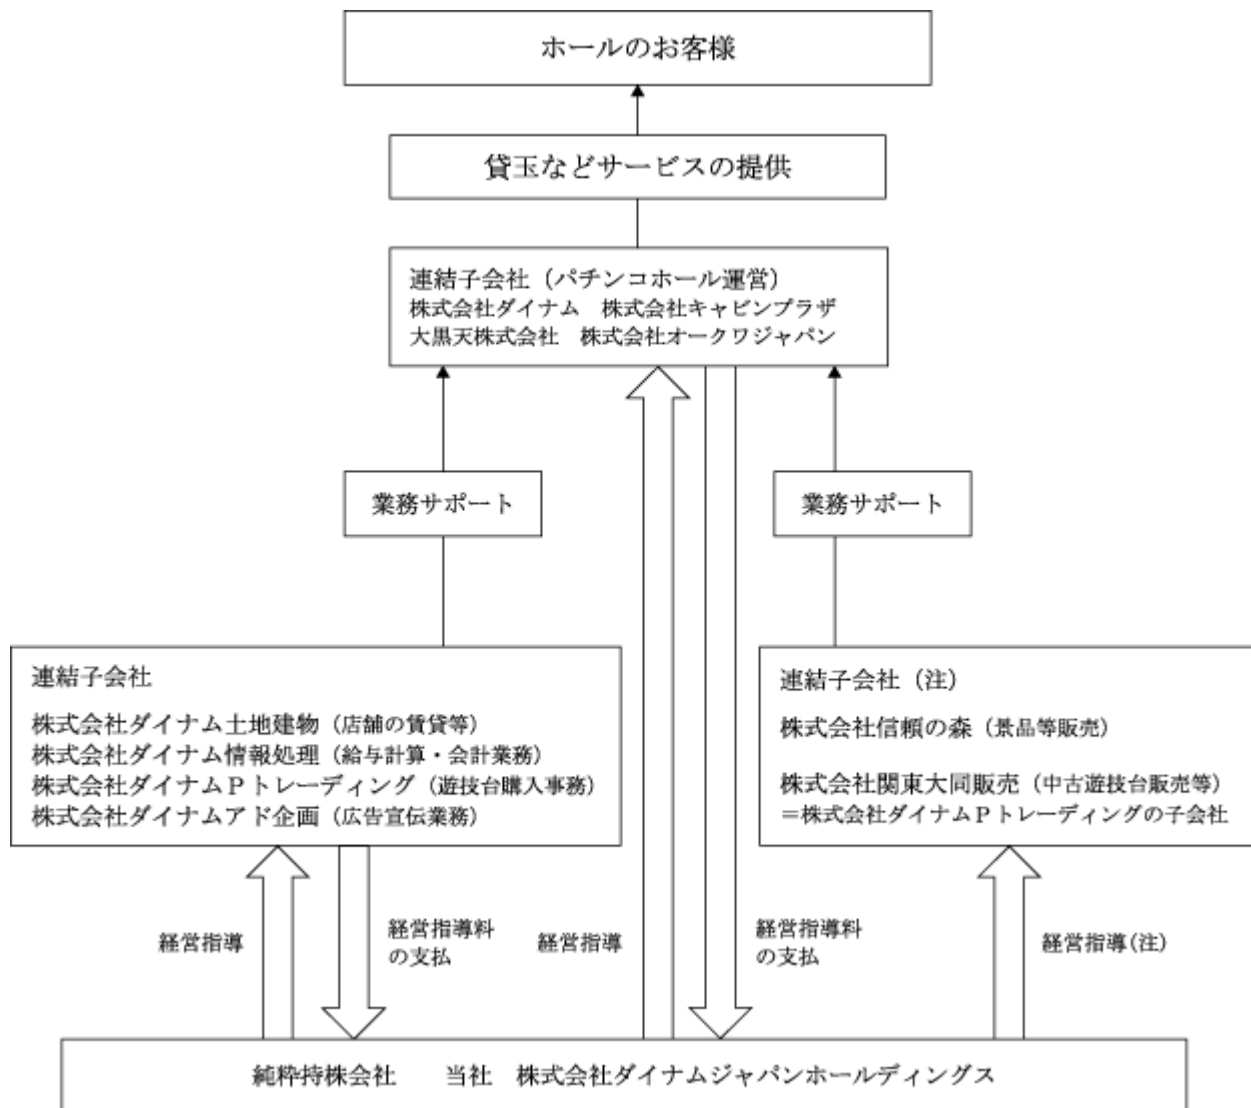 ホールのお客様
貸玉などサービスの提供
連結子会社（パチンコホール運営）
株式会社ダイナム　株式会社キャビンプラザ
大黒天株式会社　株式会社オークワジャパン
業務サポート
業務サポート
連結子会社
株式会社ダイナム土地建物（店舗の賃貸等）
株式会社ダイナム情報処理（給与計算・会計業務）
株式会社ダイナムＰトレーディング（遊技台購入事務）
株式会社ダイナムアド企画（広告宣伝業務）
連結子会社（注）
株式会社信頼の森（景品等販売）
株式会社関東大同販売（中古遊技台販売等）
＝株式会社ダイナムＰトレーディングの子会社
経営指導
経営指導料
の支払
経営指導
経営指導料
の支払
経営指導(注)
純粋持株会社　　当社　株式会社ダイナムジャパンホールディングス